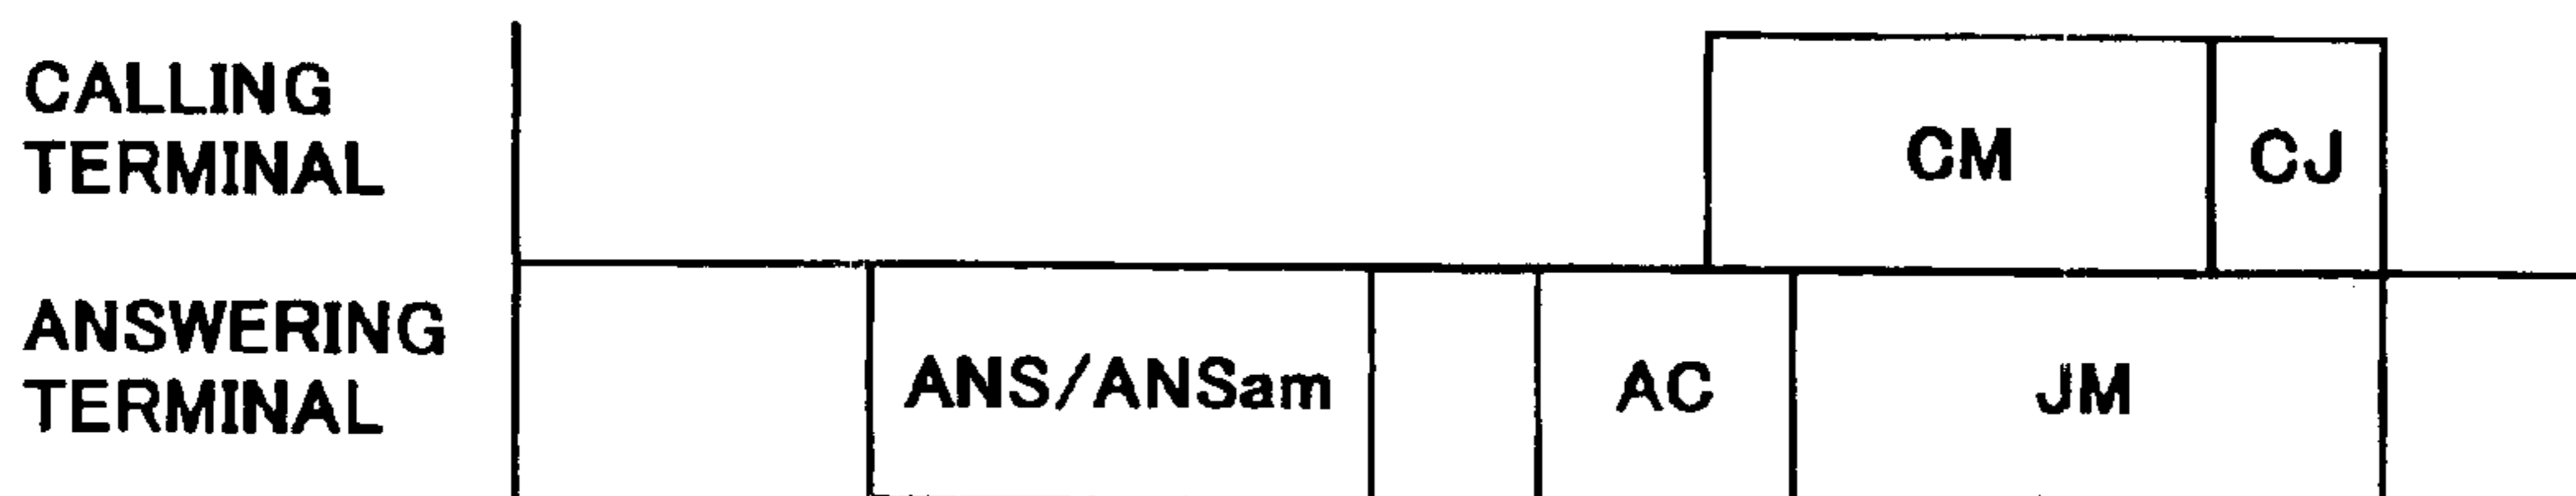 CALLING
TERMINAL
CM CJ
ANSWERING
TERMINAL
ANS/ANSam AC JM